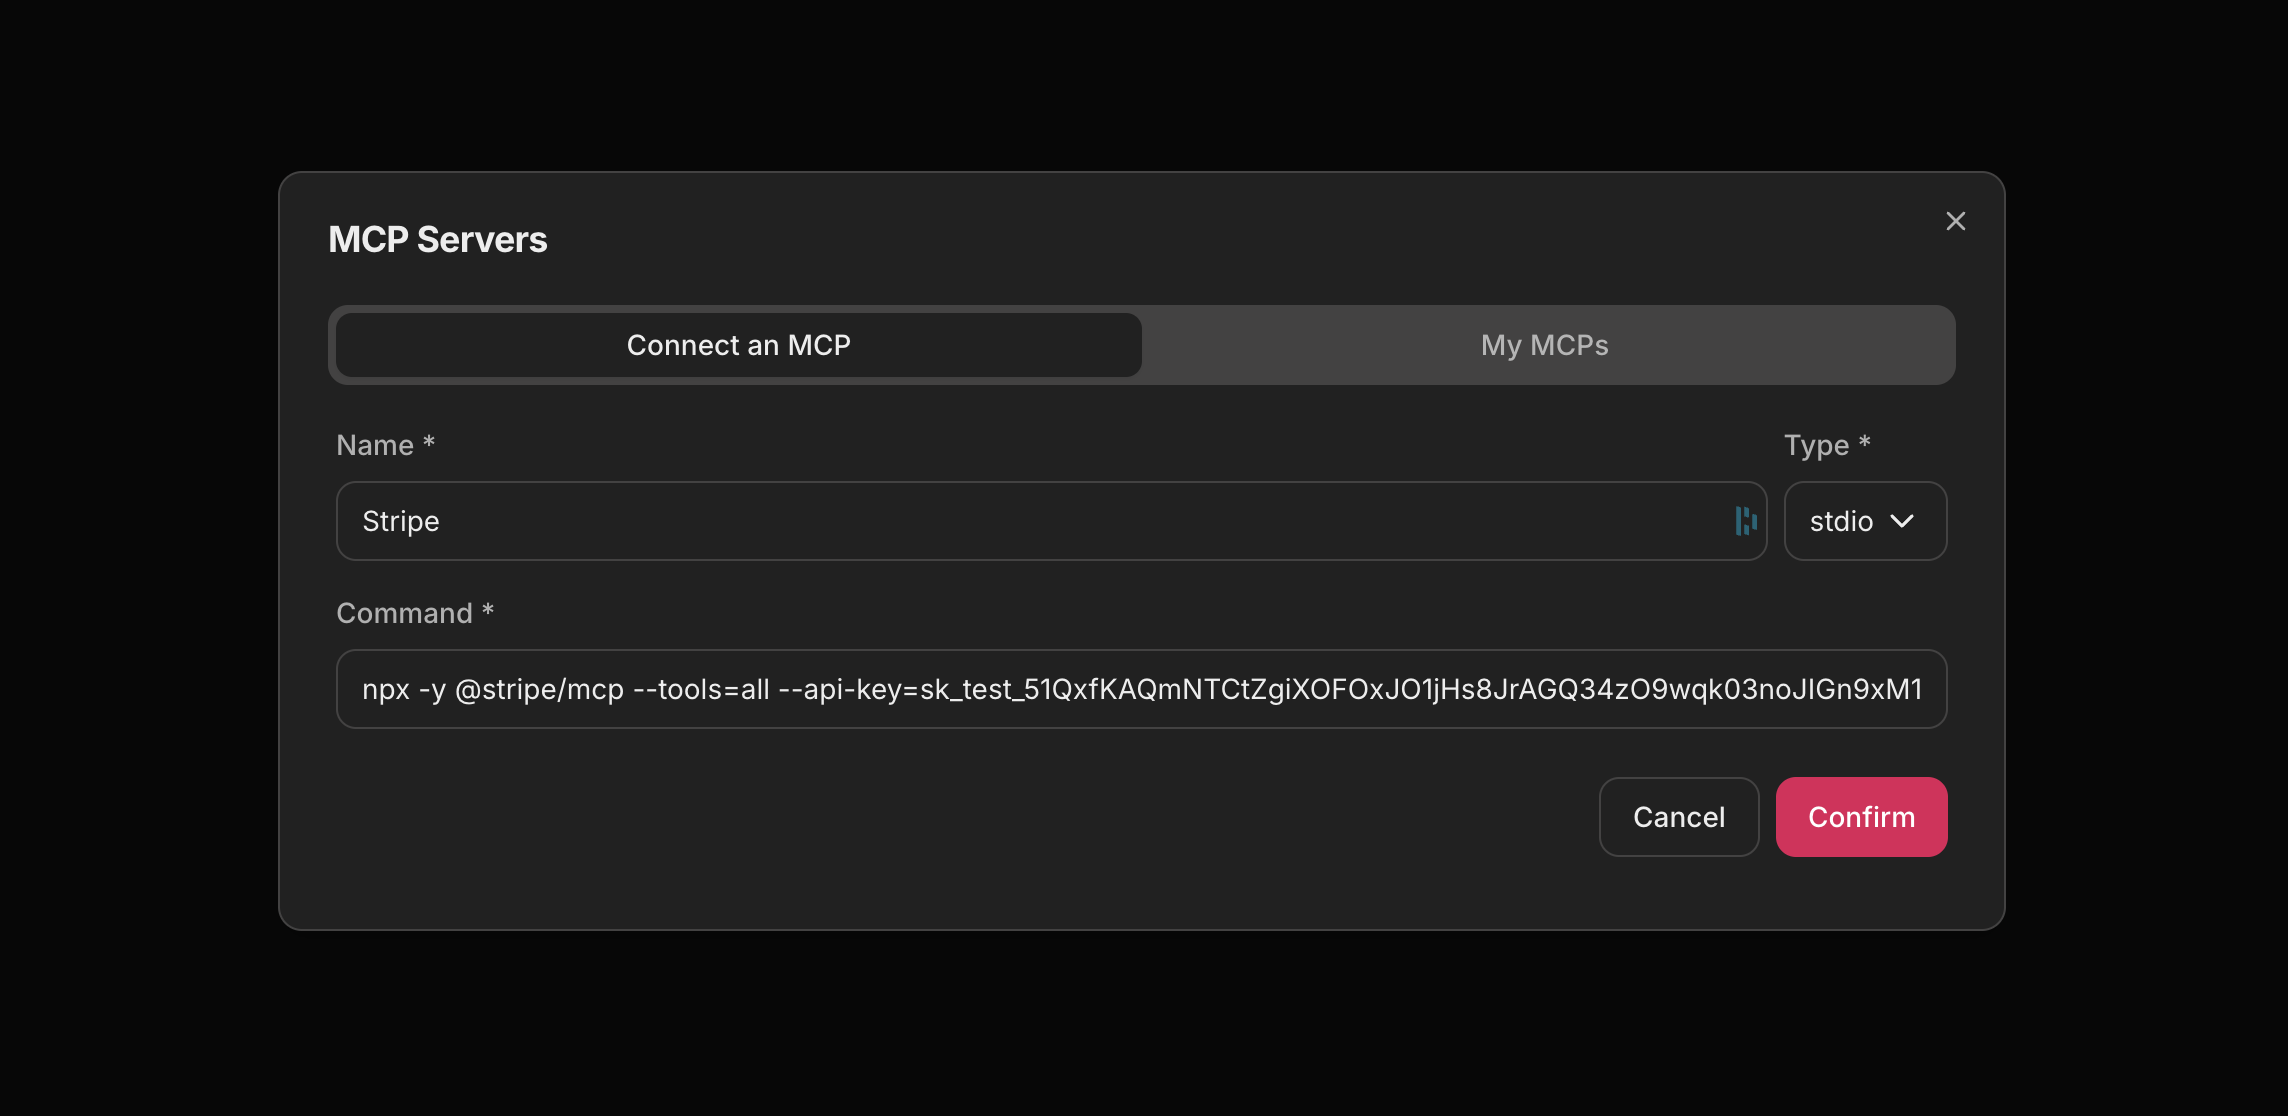 MCP Servers
Connect an MCP
My MCPs
Name *
Type *
Stripe
stdio
Command *
npx -y @stripe/mcp --tools=all --api-key=sk_test_51QxfKAQmNTCtZgiXOFOxJO1jHs8JrAGQ34zO9wqk03noJIGn9xM1
Cancel
Confirm